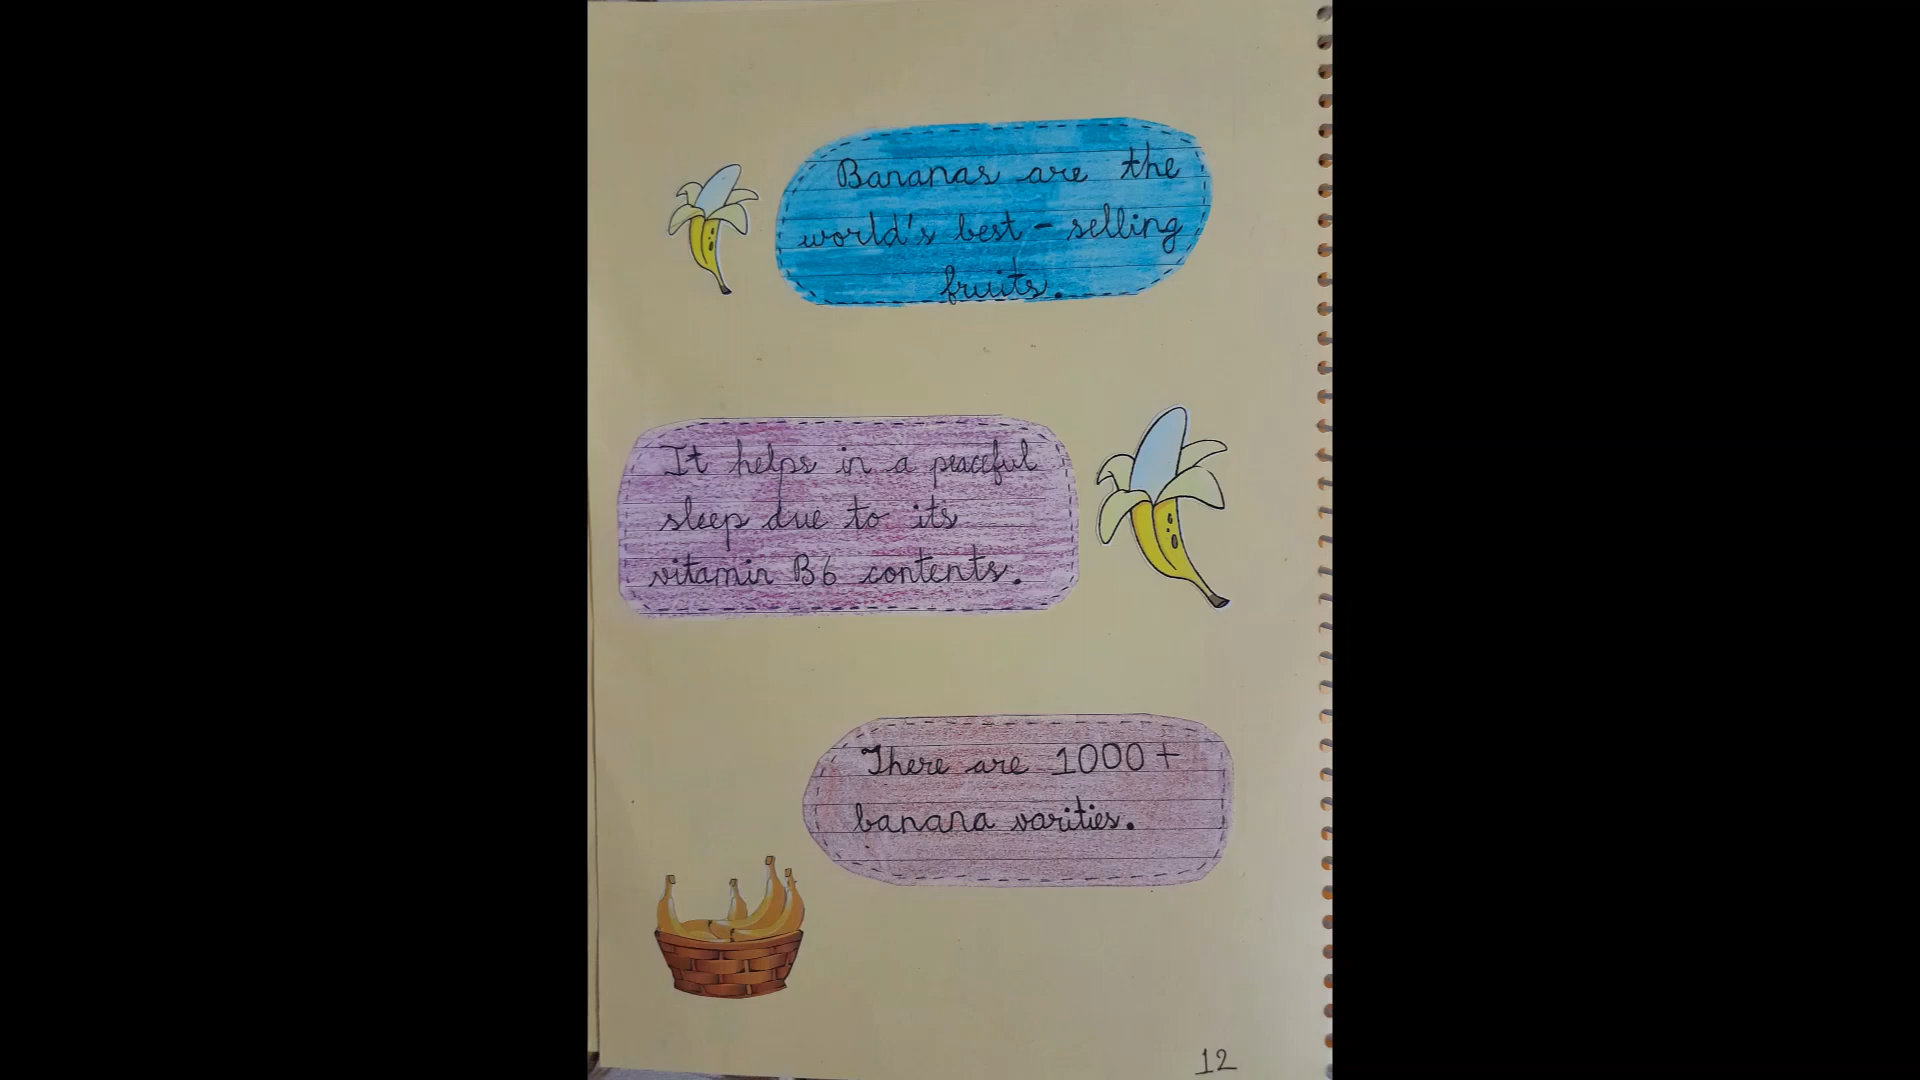 Bananas are the
world's best - selling
fruits.
It helps in a peaceful
sleep due to its
vitamin B6 contents.
There are 1000+
banana varities.
12